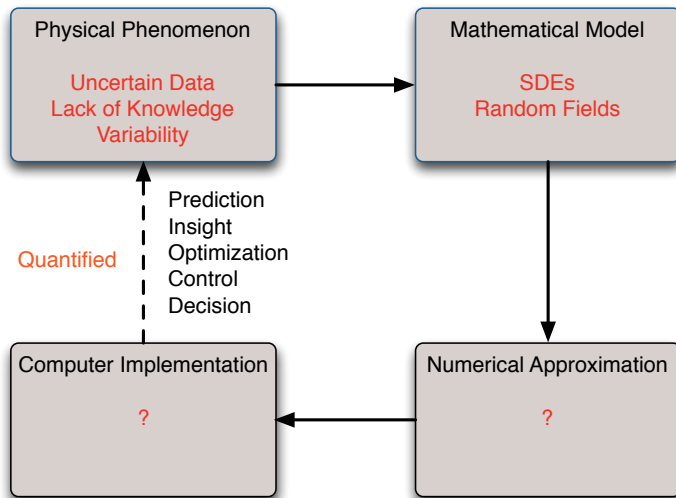 Physical Phenomenon
Uncertain Data
Lack of Knowledge
Variability
Mathematical Model
SDEs
Random Fields
Quantified
Prediction
Insight
Optimization
Control
Decision
Computer Implementation
?
Numerical Approximation
?